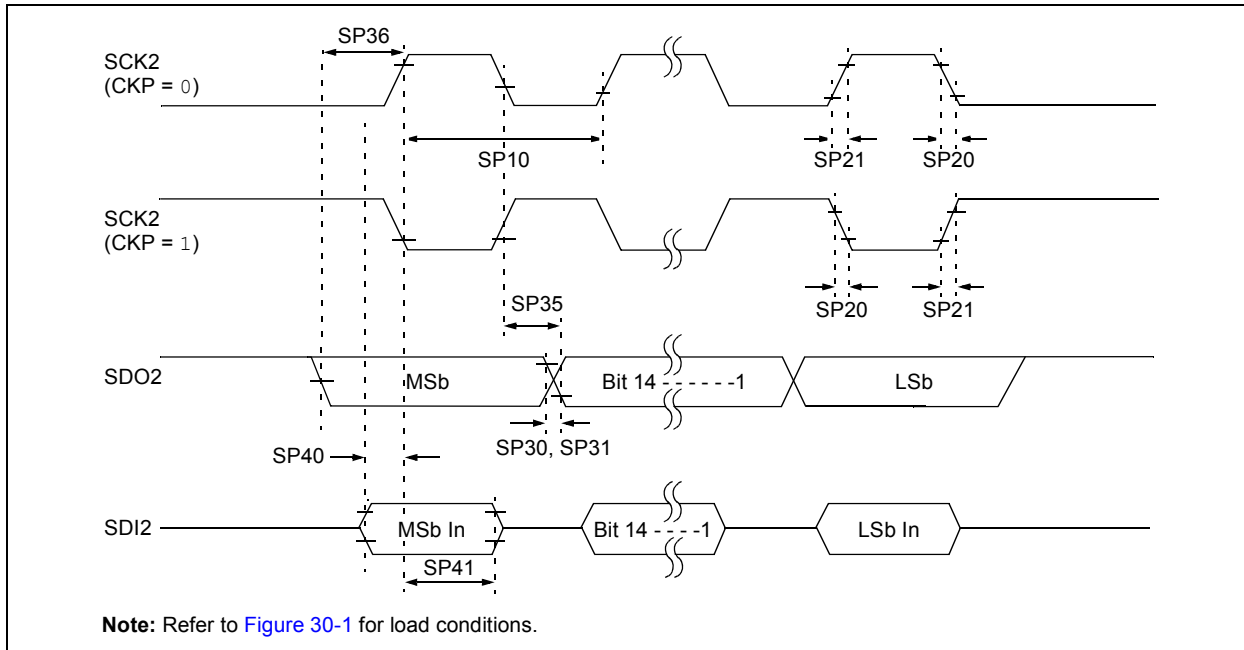 SP36
SCK2
(CKP = 0)
SP10
SP21
SP20
SCK2
(CKP = 1)
SP35
SP20
SP21
SDO2
MSb
Bit 14 - - - - - -1
LSb
SP30, SP31
SP40
SDI2
MSb In
Bit 14 - - - -1
LSb In
SP41
Note: Refer to Figure 30-1 for load conditions.